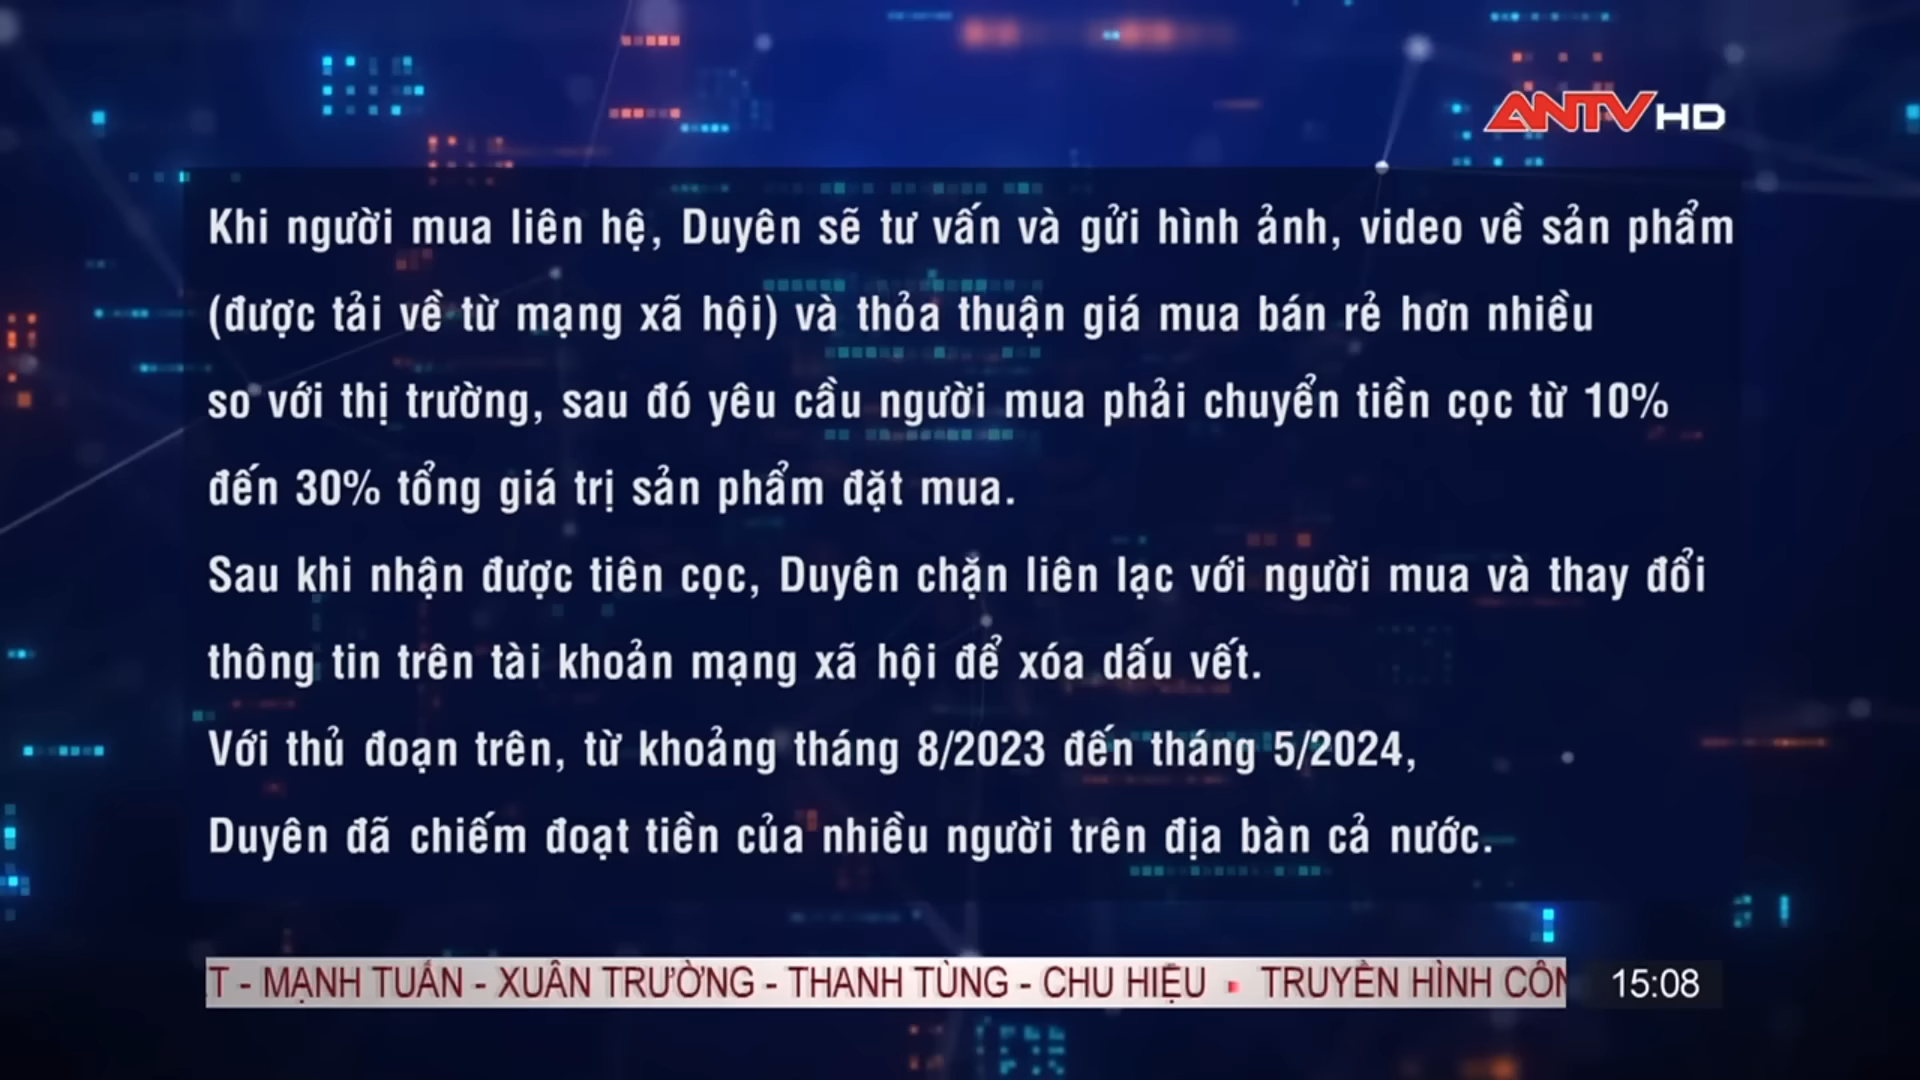 ANTV HD
Khi người mua liên hệ, Duyên sẽ tư vấn và gửi hình ảnh, video về sản phẩm
(được tải về từ mạng xã hội) và thỏa thuận giá mua bán rẻ hơn nhiều
so với thị trường, sau đó yêu cầu người mua phải chuyển tiền cọc từ 10%
đến 30% tổng giá trị sản phẩm đặt mua.
Sau khi nhận được tiên cọc, Duyên chặn liên lạc với người mua và thay đổi
thông tin trên tài khoản mạng xã hội để xóa dấu vết.
Với thủ đoạn trên, từ khoảng tháng 8/2023 đến tháng 5/2024,
Duyên đã chiếm đoạt tiền của nhiều người trên địa bàn cả nước.
T - MẠNH TUẤN - XUÂN TRƯỜNG - THANH TÙNG - CHU HIỆU ▪ TRUYỀN HÌNH CÔN
15:08